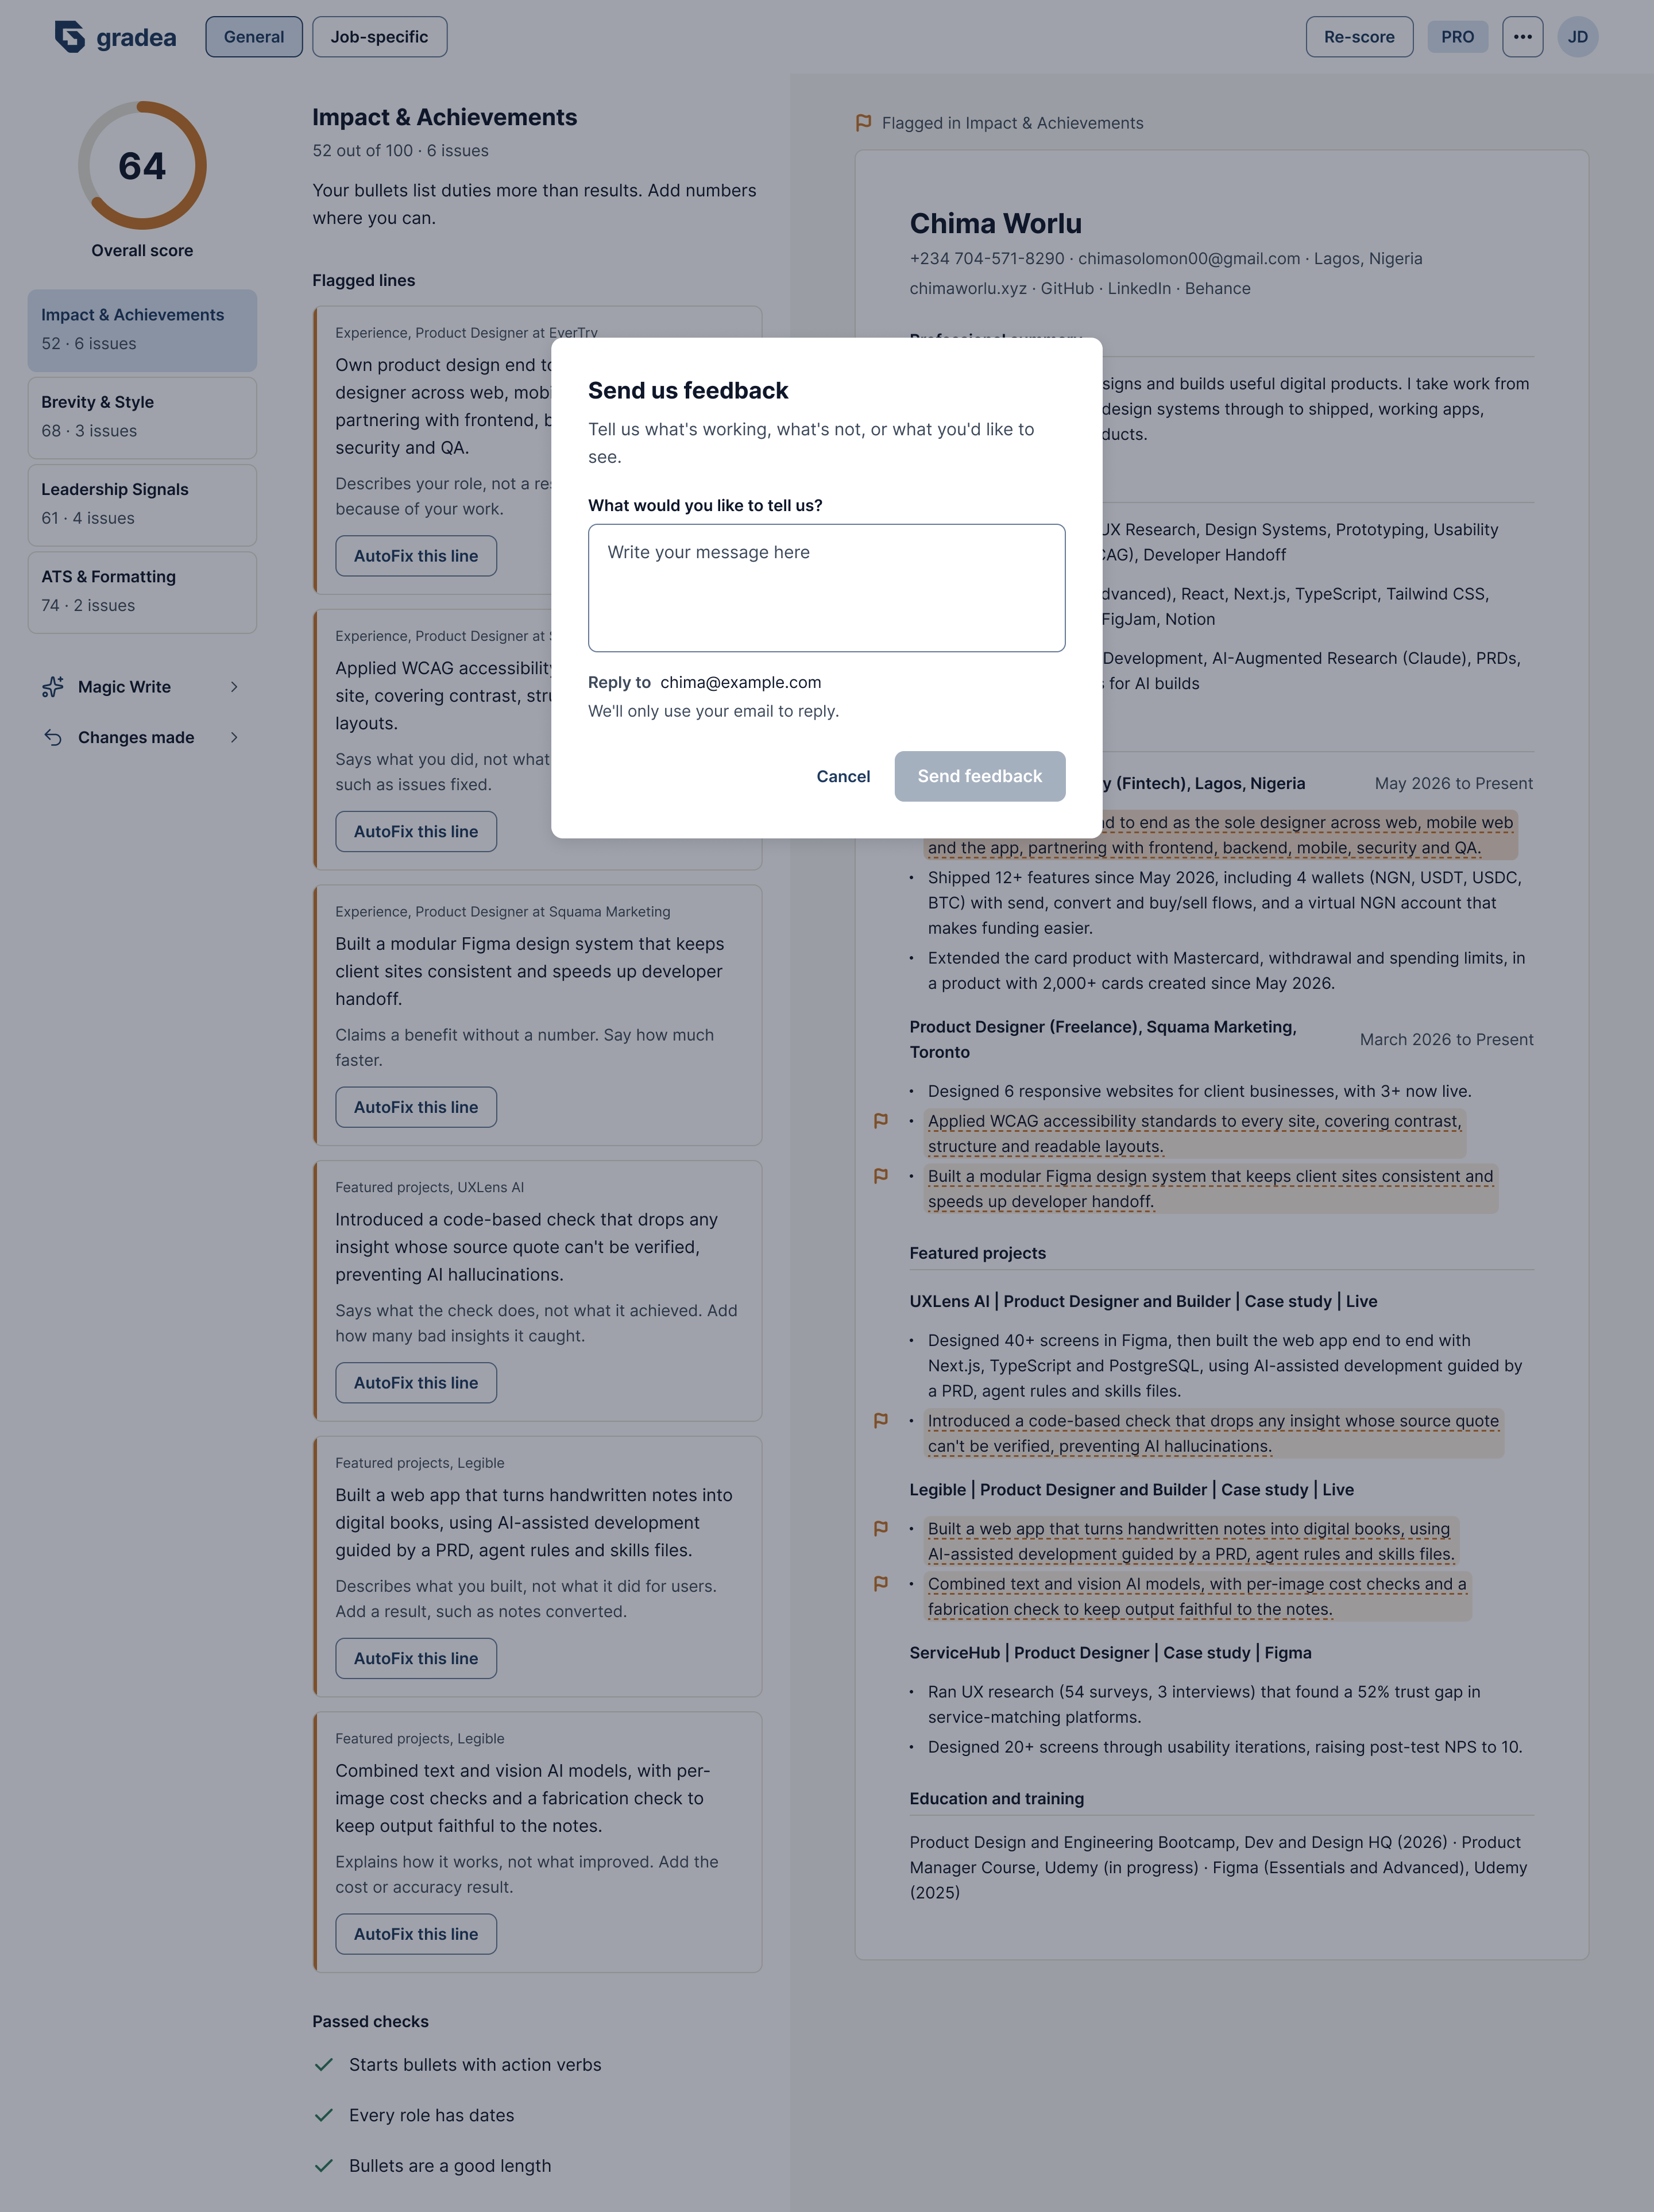 gradea
General
Job-specific
Re-score
PRO
•••
JD
64
Overall score
Impact & Achievements
52 · 6 issues
Brevity & Style
68 · 3 issues
Leadership Signals
61 · 4 issues
ATS & Formatting
74 · 2 issues
Magic Write
Changes made
Impact & Achievements
52 out of 100 · 6 issues
Your bullets list duties more than results. Add numbers
where you can.
Flagged lines
Experience, Product Designer at EverTry
Own product design end to
designer across web, mobi
partnering with frontend, b
security and QA.
Describes your role, not a res
because of your work.
AutoFix this line
Experience, Product Designer at S
Applied WCAG accessibility
site, covering contrast, stru
layouts.
Says what you did, not what
such as issues fixed.
AutoFix this line
Experience, Product Designer at Squama Marketing
Built a modular Figma design system that keeps
client sites consistent and speeds up developer
handoff.
Claims a benefit without a number. Say how much
faster.
AutoFix this line
Featured projects, UXLens AI
Introduced a code-based check that drops any
insight whose source quote can't be verified,
preventing AI hallucinations.
Says what the check does, not what it achieved. Add
how many bad insights it caught.
AutoFix this line
Featured projects, Legible
Built a web app that turns handwritten notes into
digital books, using AI-assisted development
guided by a PRD, agent rules and skills files.
Describes what you built, not what it did for users.
Add a result, such as notes converted.
AutoFix this line
Featured projects, Legible
Combined text and vision AI models, with per-
image cost checks and a fabrication check to
keep output faithful to the notes.
Explains how it works, not what improved. Add the
cost or accuracy result.
AutoFix this line
Passed checks
Starts bullets with action verbs
Every role has dates
Bullets are a good length
Send us feedback
Tell us what's working, what's not, or what you'd like to
see.
What would you like to tell us?
Write your message here
Reply to chima@example.com
We'll only use your email to reply.
Cancel
Send feedback
Flagged in Impact & Achievements
Chima Worlu
+234 704-571-8290 · chimasolomon00@gmail.com · Lagos, Nigeria
chimaworlu.xyz · GitHub · LinkedIn · Behance
Professional summary
signs and builds useful digital products. I take work from
design systems through to shipped, working apps,
ducts.
UX Research, Design Systems, Prototyping, Usability
CAG), Developer Handoff
dvanced), React, Next.js, TypeScript, Tailwind CSS,
FigJam, Notion
Development, AI-Augmented Research (Claude), PRDs,
s for AI builds
y (Fintech), Lagos, Nigeria
May 2026 to Present
nd to end as the sole designer across web, mobile web
and the app, partnering with frontend, backend, mobile, security and QA.
• Shipped 12+ features since May 2026, including 4 wallets (NGN, USDT, USDC,
BTC) with send, convert and buy/sell flows, and a virtual NGN account that
makes funding easier.
• Extended the card product with Mastercard, withdrawal and spending limits, in
a product with 2,000+ cards created since May 2026.
Product Designer (Freelance), Squama Marketing,
Toronto
March 2026 to Present
• Designed 6 responsive websites for client businesses, with 3+ now live.
• Applied WCAG accessibility standards to every site, covering contrast,
structure and readable layouts.
• Built a modular Figma design system that keeps client sites consistent and
speeds up developer handoff.
Featured projects
UXLens AI | Product Designer and Builder | Case study | Live
• Designed 40+ screens in Figma, then built the web app end to end with
Next.js, TypeScript and PostgreSQL, using AI-assisted development guided by
a PRD, agent rules and skills files.
• Introduced a code-based check that drops any insight whose source quote
can't be verified, preventing AI hallucinations.
Legible | Product Designer and Builder | Case study | Live
• Built a web app that turns handwritten notes into digital books, using
AI-assisted development guided by a PRD, agent rules and skills files.
• Combined text and vision AI models, with per-image cost checks and a
fabrication check to keep output faithful to the notes.
ServiceHub | Product Designer | Case study | Figma
• Ran UX research (54 surveys, 3 interviews) that found a 52% trust gap in
service-matching platforms.
• Designed 20+ screens through usability iterations, raising post-test NPS to 10.
Education and training
Product Design and Engineering Bootcamp, Dev and Design HQ (2026) · Product
Manager Course, Udemy (in progress) · Figma (Essentials and Advanced), Udemy
(2025)